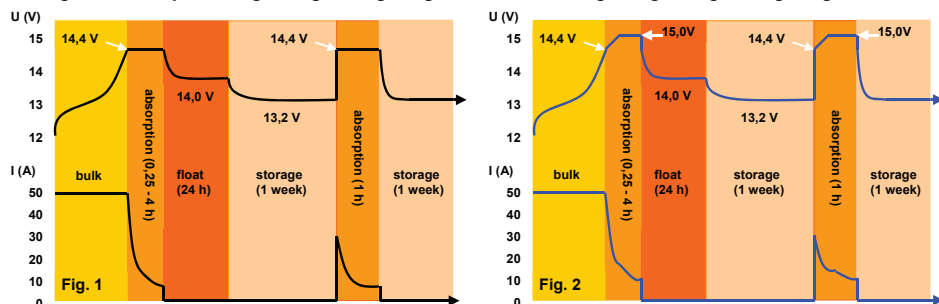 U (V)
15
14
13
12
I (A)
50
40
30
20
10
0
14,4 V
14,0 V
13,2 V
14,4 V
bulk
absorption (0,25 - 4 h)
float
(24 h)
storage
(1 week)
absorption (1 h)
storage
(1 week)
Fig. 1
U (V)
15
14
13
12
I (A)
50
40
30
20
10
0
14,4 V
15,0V
14,0 V
13,2 V
14,4 V
15,0V
bulk
absorption (0,25 - 4 h)
float
(24 h)
storage
(1 week)
absorption (1 h)
storage
(1 week)
Fig. 2